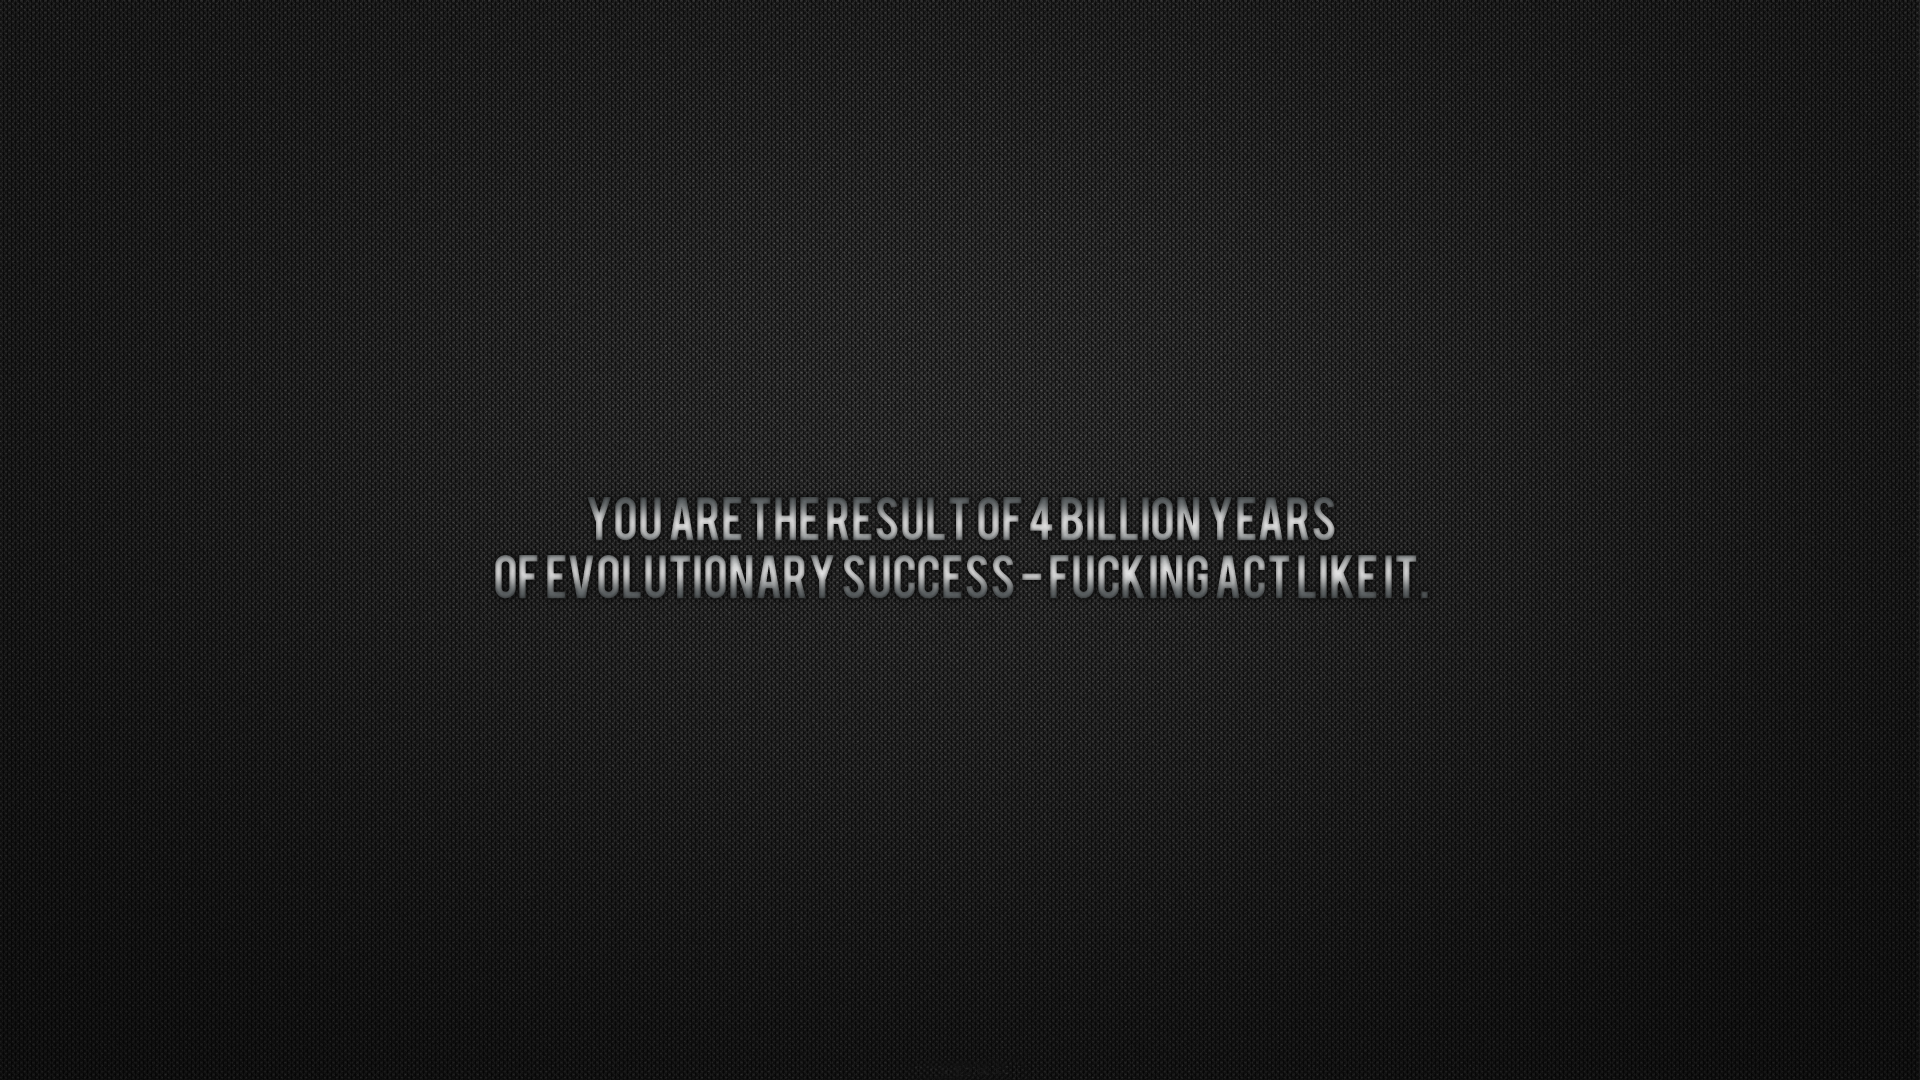 YOU ARE THE RESULT OF 4 BILLION YEARS
OF EVOLUTIONARY SUCCESS – FUCKING ACT LIKE IT.